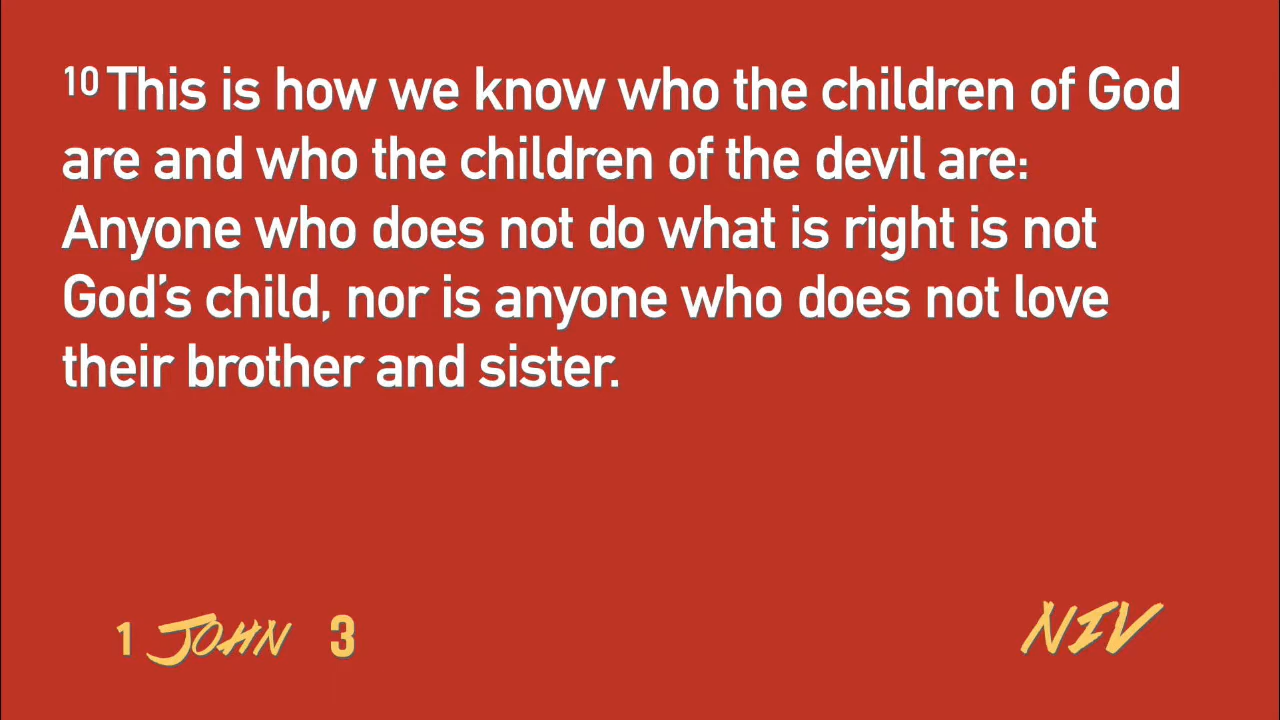 10 This is how we know who the children of God
are and who the children of the devil are:
Anyone who does not do what is right is not
God’s child, nor is anyone who does not love
their brother and sister.
1 JOHN 3
NIV